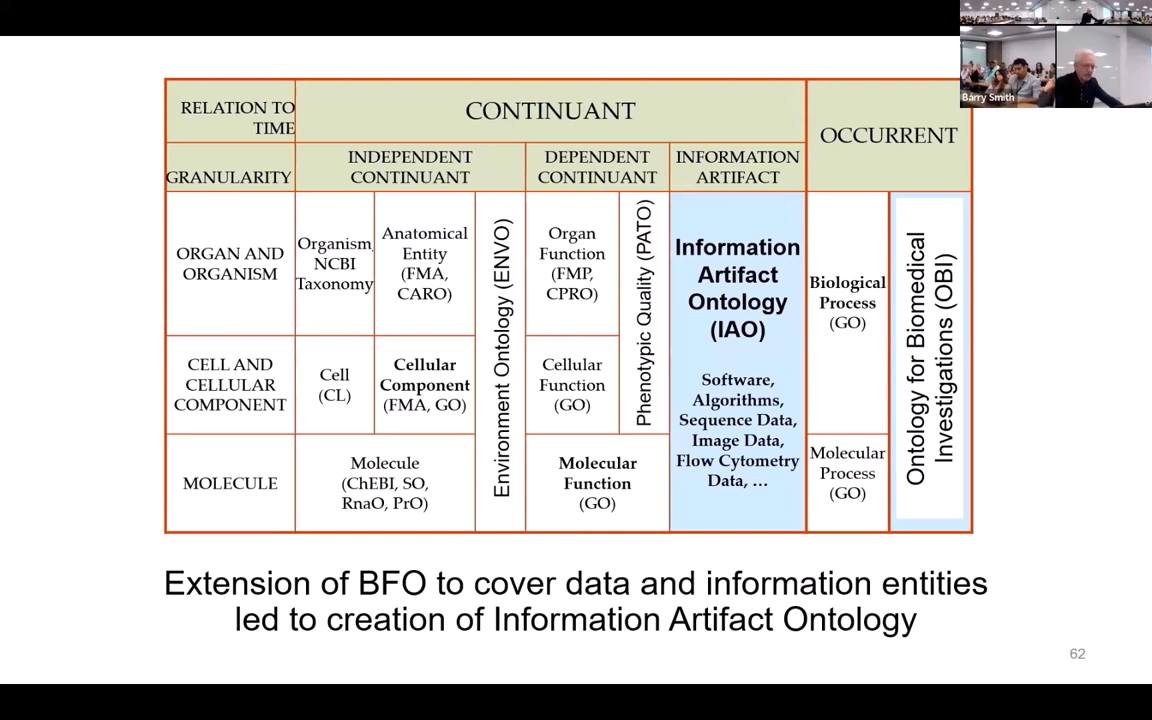 Barry Smith
RELATION TO
TIME
CONTINUANT
OCCURRENT
GRANULARITY
INDEPENDENT
CONTINUANT
DEPENDENT
CONTINUANT
INFORMATION
ARTIFACT
ORGAN AND
ORGANISM
Organism,
NCBI
Taxonomy
Anatomical
Entity
(FMA,
CARO)
Environment Ontology (ENVO)
Organ
Function
(FMP,
CPRO)
Phenotypic Quality (PATO)
Information
Artifact
Ontology
(IAO)
Software,
Algorithms,
Sequence Data,
Image Data,
Flow Cytometry
Data, …
Biological
Process
(GO)
Ontology for Biomedical
Investigations (OBI)
CELL AND
CELLULAR
COMPONENT
Cell
(CL)
Cellular
Component
(FMA, GO)
Cellular
Function
(GO)
MOLECULE
Molecule
(ChEBI, SO,
RnaO, PrO)
Molecular
Function
(GO)
Molecular
Process
(GO)
Extension of BFO to cover data and information entities
led to creation of Information Artifact Ontology
62